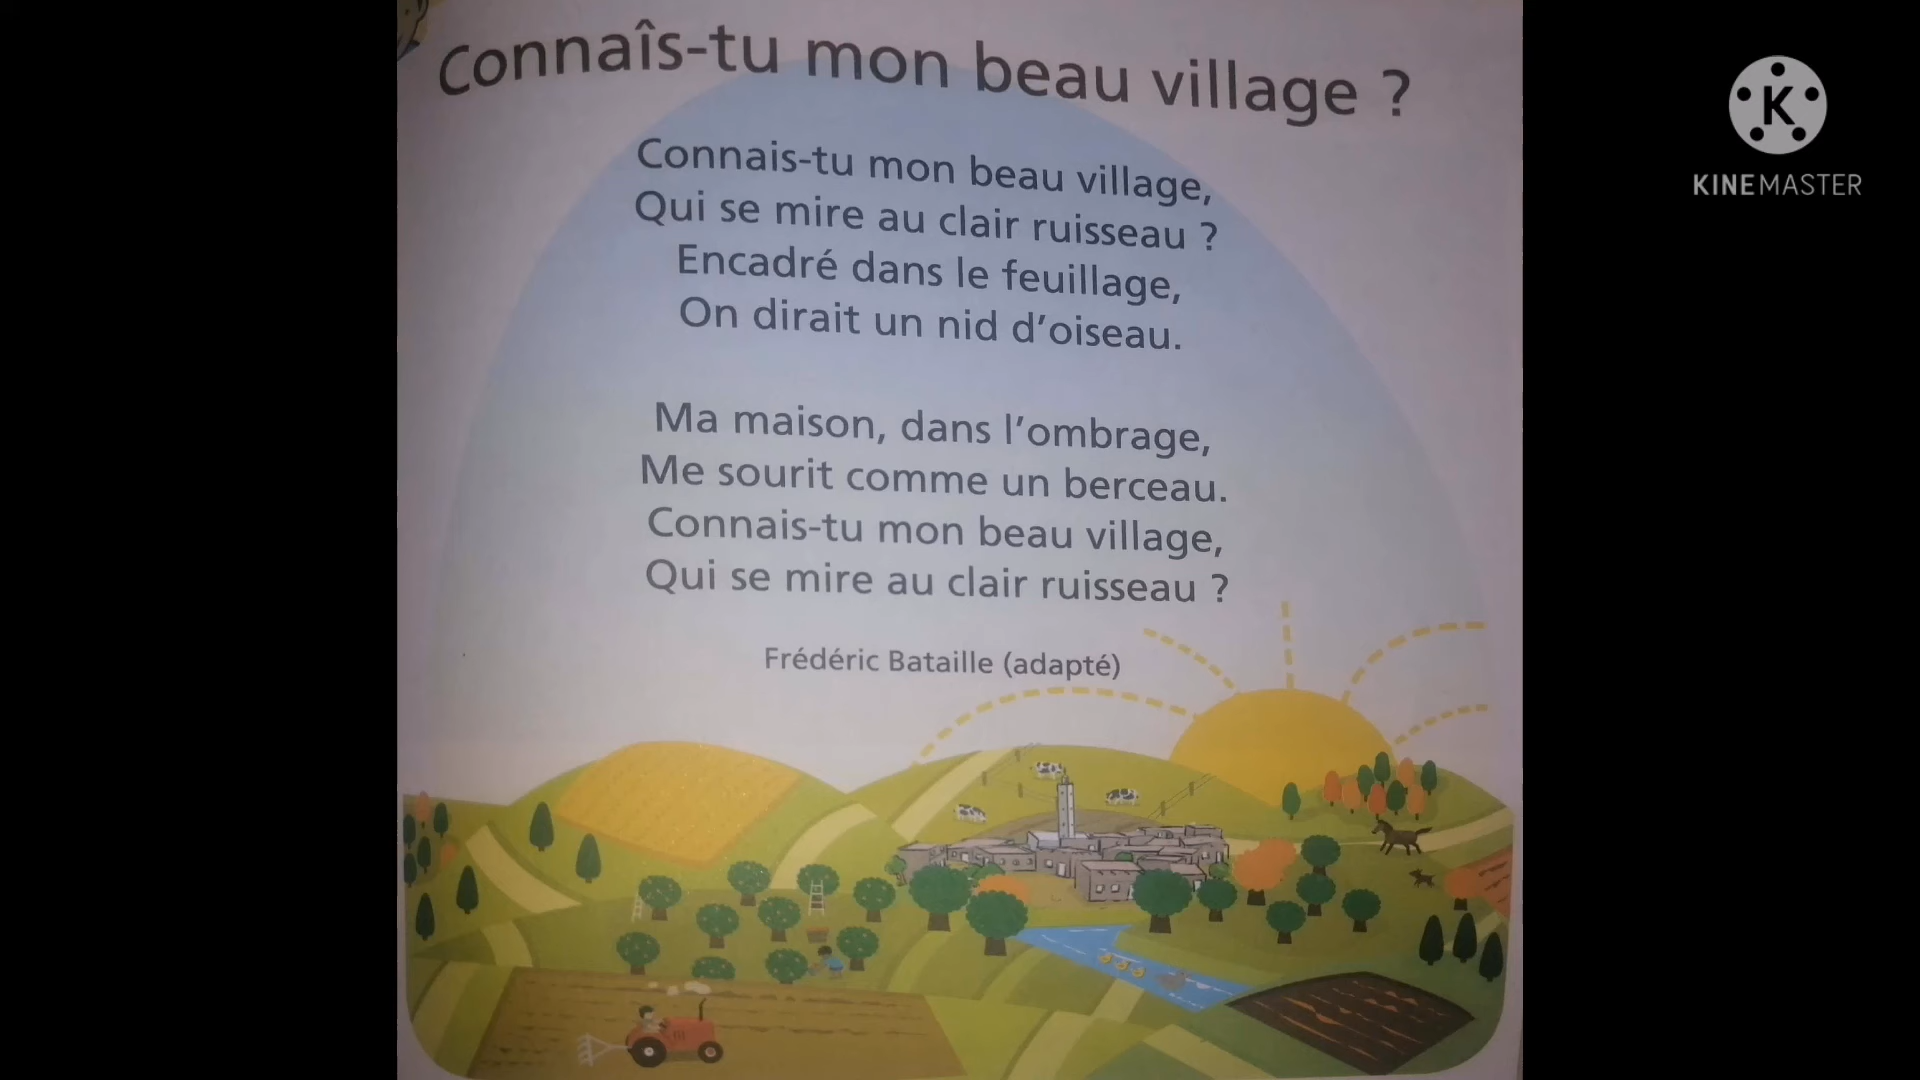 Connaîs-tu mon beau village ?
Connais-tu mon beau village,
Qui se mire au clair ruisseau ?
Encadré dans le feuillage,
On dirait un nid d'oiseau.
Ma maison, dans l'ombrage,
Me sourit comme un berceau.
Connais-tu mon beau village,
Qui se mire au clair ruisseau ?
Frédéric Bataille (adapté)
K
KINEMASTER